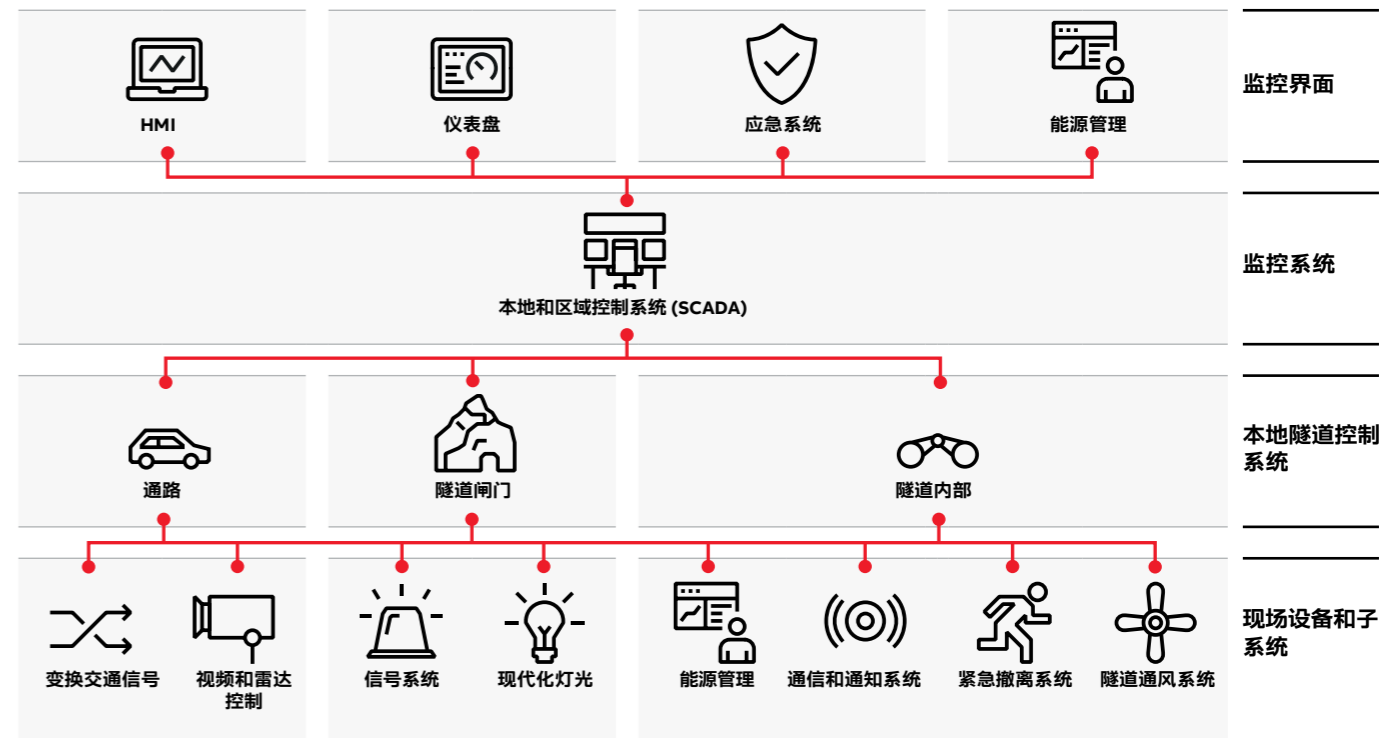 HMI
仪表盘
应急系统
能源管理
监控界面
本地和区域控制系统 (SCADA)
监控系统
通路
隧道闸门
隧道内部
本地隧道控制
系统
变换交通信号
视频和雷达
控制
信号系统
现代化灯光
能源管理
通信和通知系统
紧急撤离系统
隧道通风系统
现场设备和子
系统